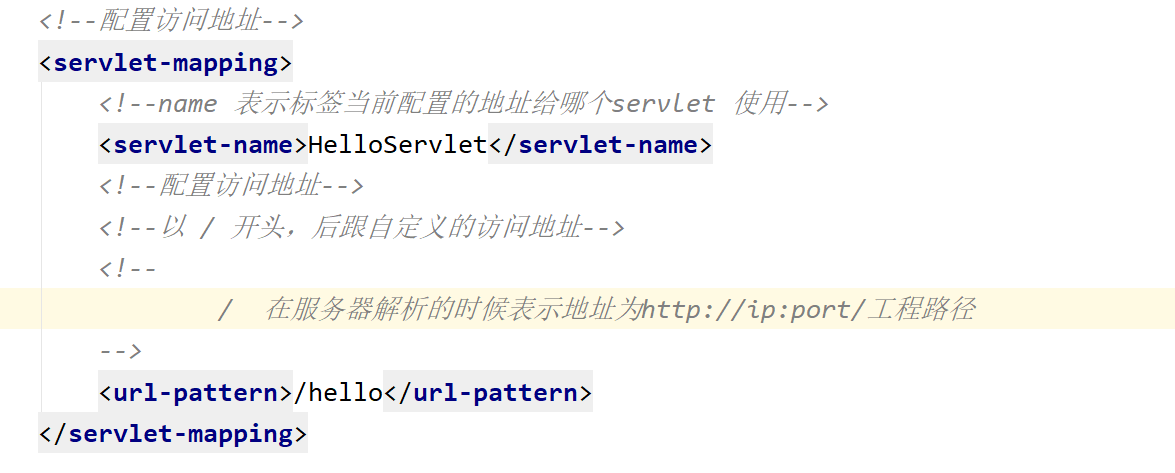 <!--配置访问地址-->
<servlet-mapping>
<!--name 表示标签当前配置的地址给哪个servlet 使用-->
<servlet-name>HelloServlet</servlet-name>
<!--配置访问地址-->
<!--以 / 开头，后跟自定义的访问地址-->
<!--
/ 在服务器解析的时候表示地址为http://ip:port/工程路径
-->
<url-pattern>/hello</url-pattern>
</servlet-mapping>